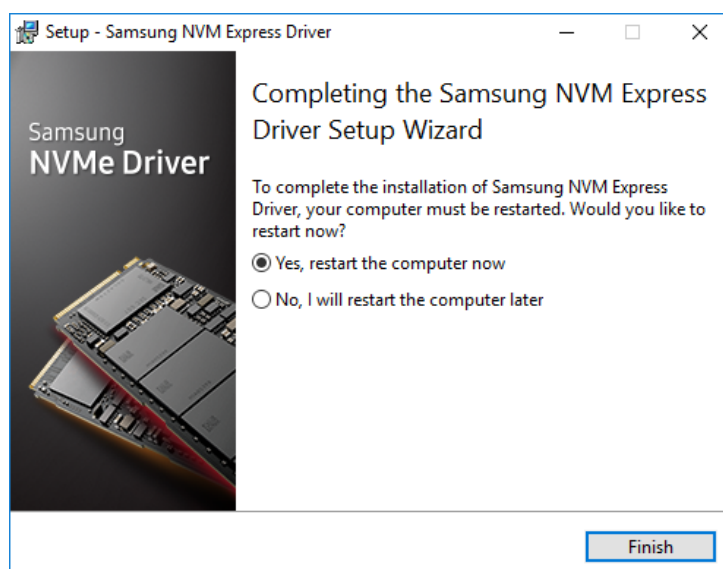 Setup - Samsung NVM Express Driver
Samsung
NVMe Driver
Completing the Samsung NVM Express
Driver Setup Wizard
To complete the installation of Samsung NVM Express
Driver, your computer must be restarted. Would you like to
restart now?
Yes, restart the computer now
No, I will restart the computer later
Finish